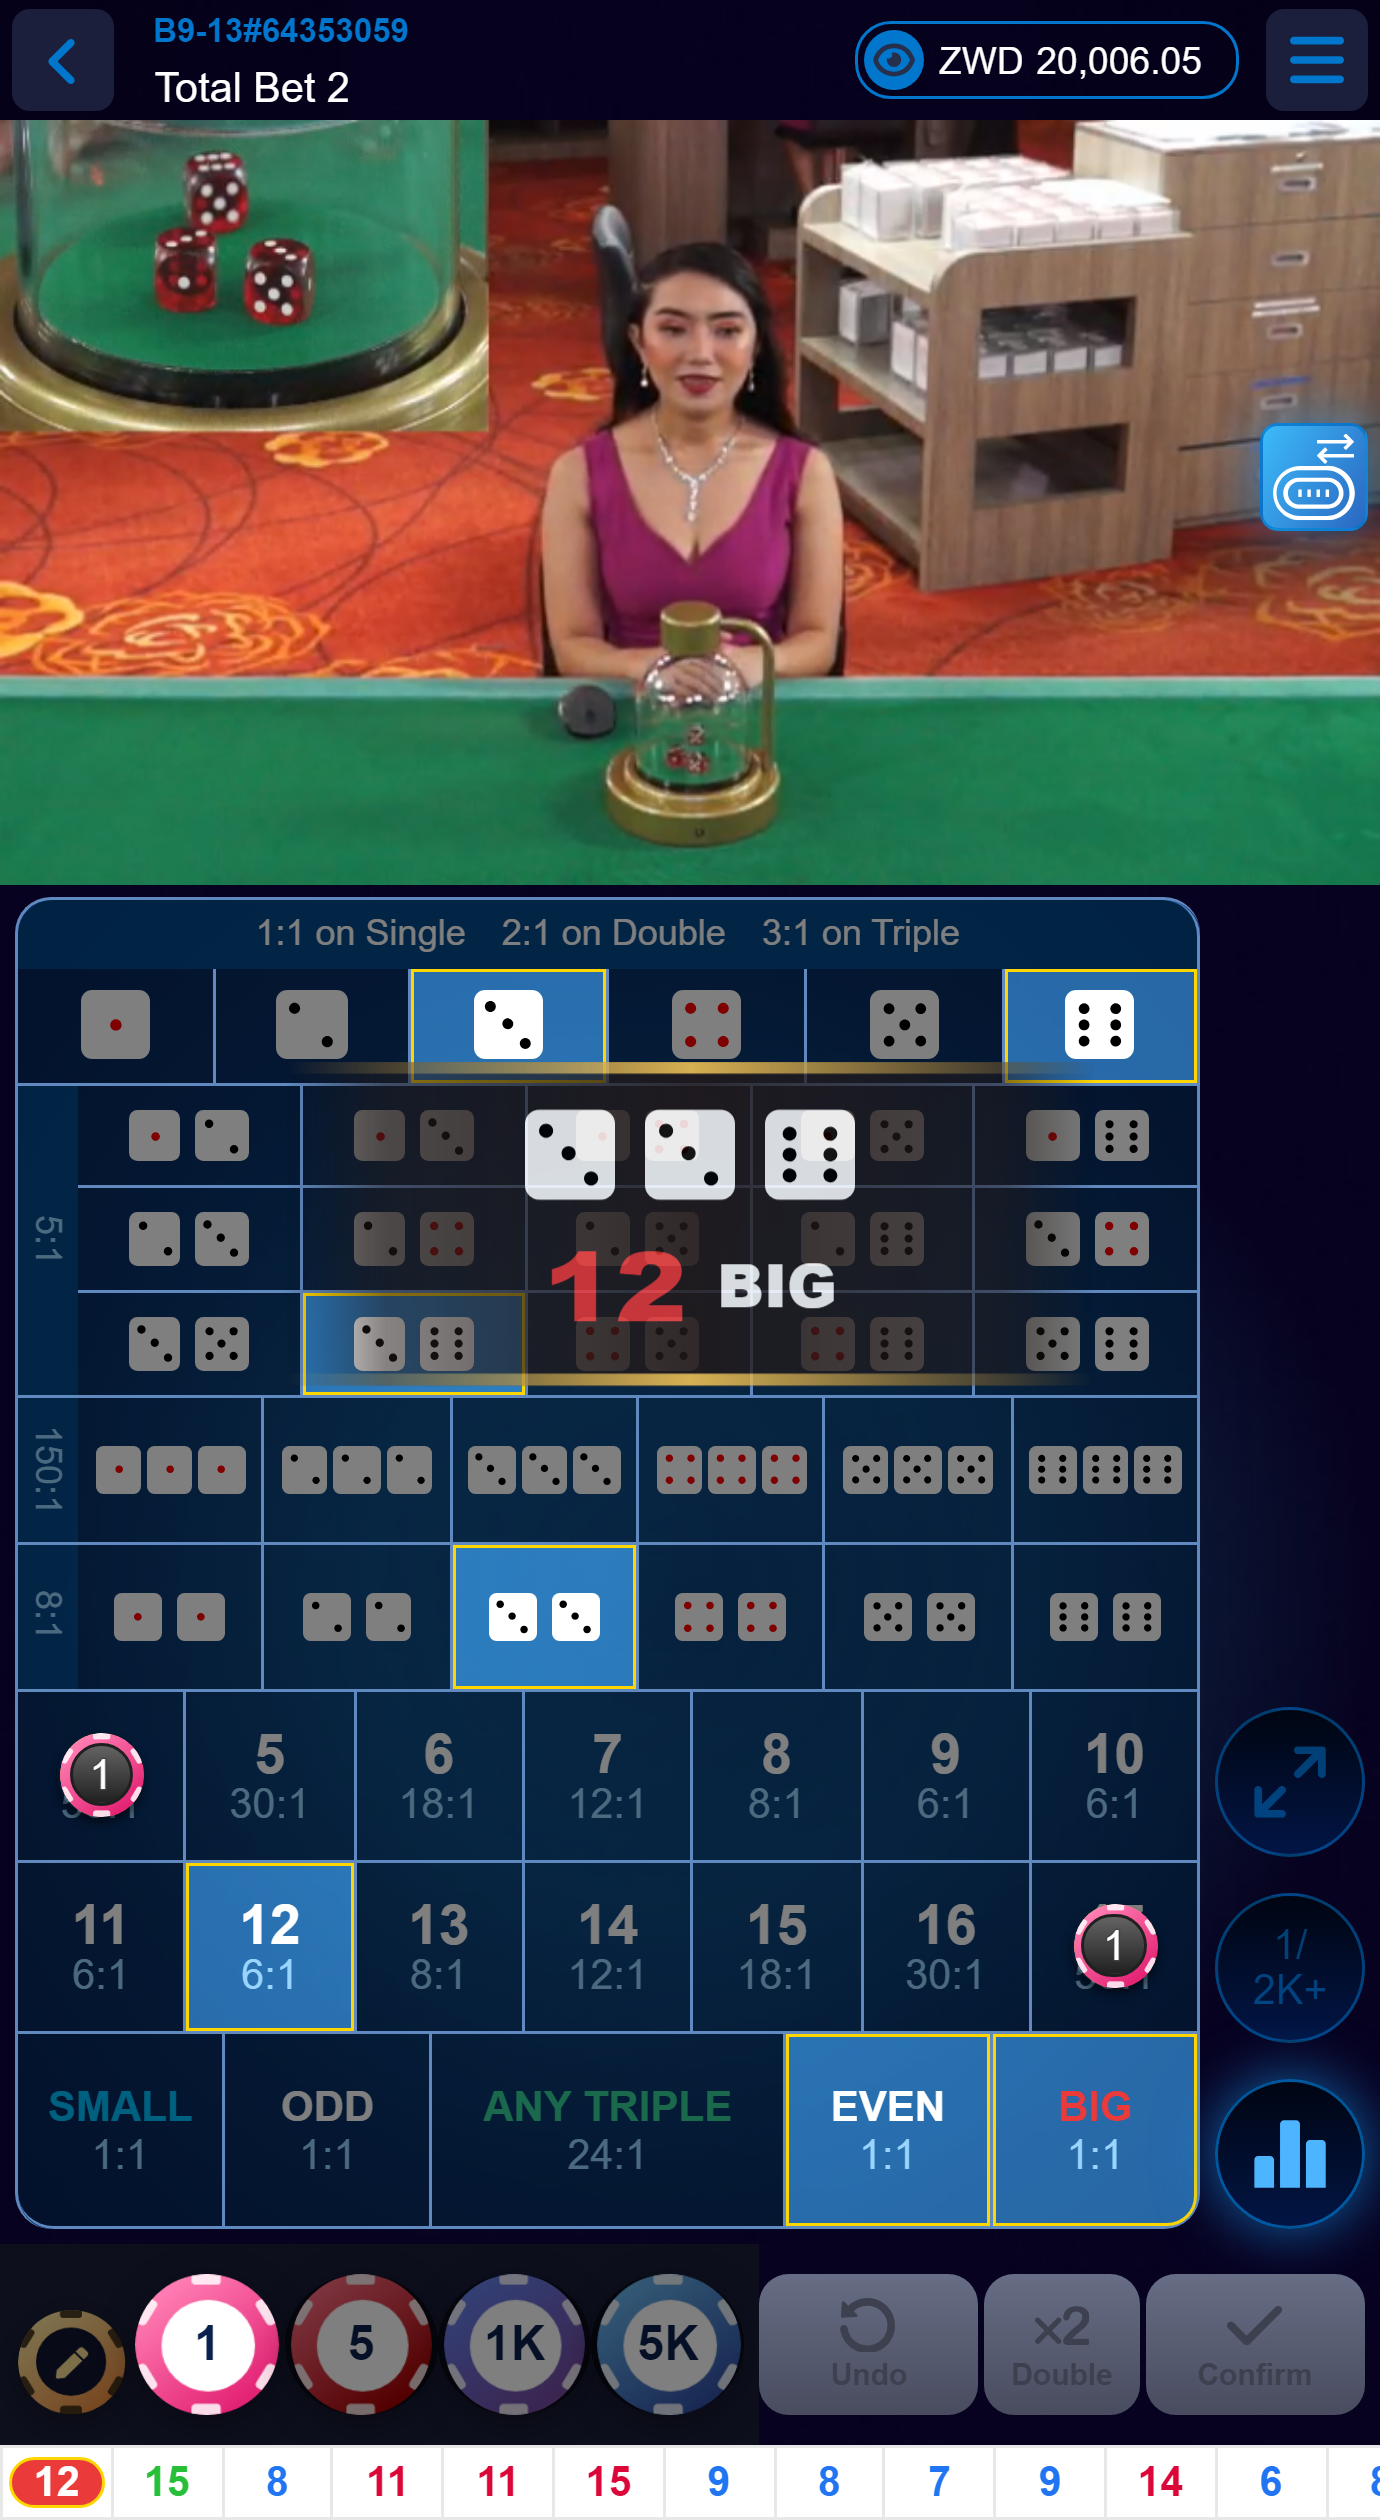 B9-13#64353059
Total Bet 2
ZWD 20,006.05
1:1 on Single 2:1 on Double 3:1 on Triple
5:1
12 BIG
150:1
8:1
1
5 6 7 8 9 10
30:1 18:1 12:1 8:1 6:1 6:1
11 12 13 14 15 16 1
6:1 6:1 8:1 12:1 18:1 30:1
1/
2K+
SMALL ODD ANY TRIPLE EVEN BIG
1:1 1:1 24:1 1:1 1:1
1 5 1K 5K x2
Undo Double Confirm
12 15 8 11 11 15 9 8 7 9 14 6